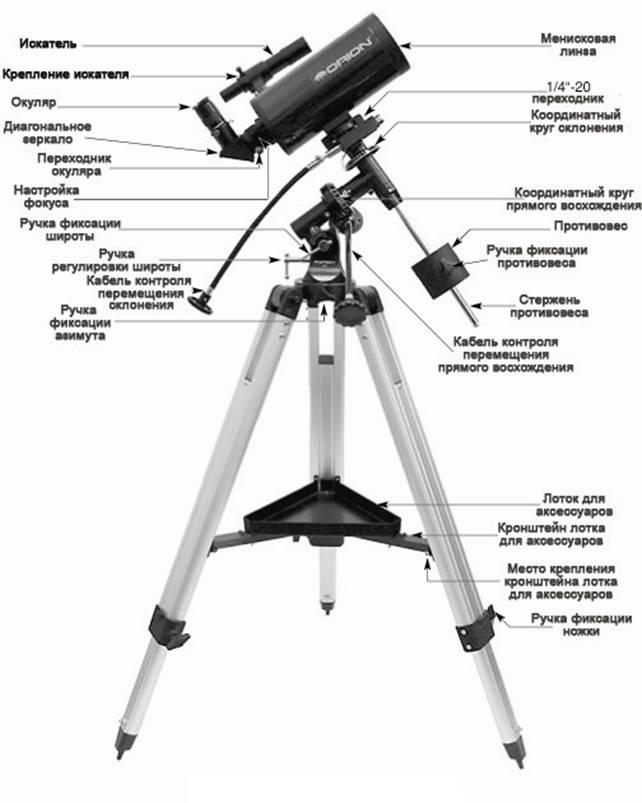 Искатель
Крепление искателя
Окуляр
Диагональное
зеркало
Переходник
окуляра
Настройка
фокуса
Ручка фиксации
широты
Ручка
регулировки широты
Кабель контроля
перемещения
склонения
Ручка
фиксации
азимута
ORION
Менисковая
линза
1/4"-20
переходник
Координатный
круг склонения
Координатный круг
прямого восхождения
Противовес
Ручка фиксации
противовеса
Стержень
противовеса
Кабель контроля
перемещения
прямого восхождения
Лоток для
аксессуаров
Кронштейн лотка
для аксессуаров
Место крепления
кронштейна лотка
для аксессуаров
Ручка фиксации
ножки